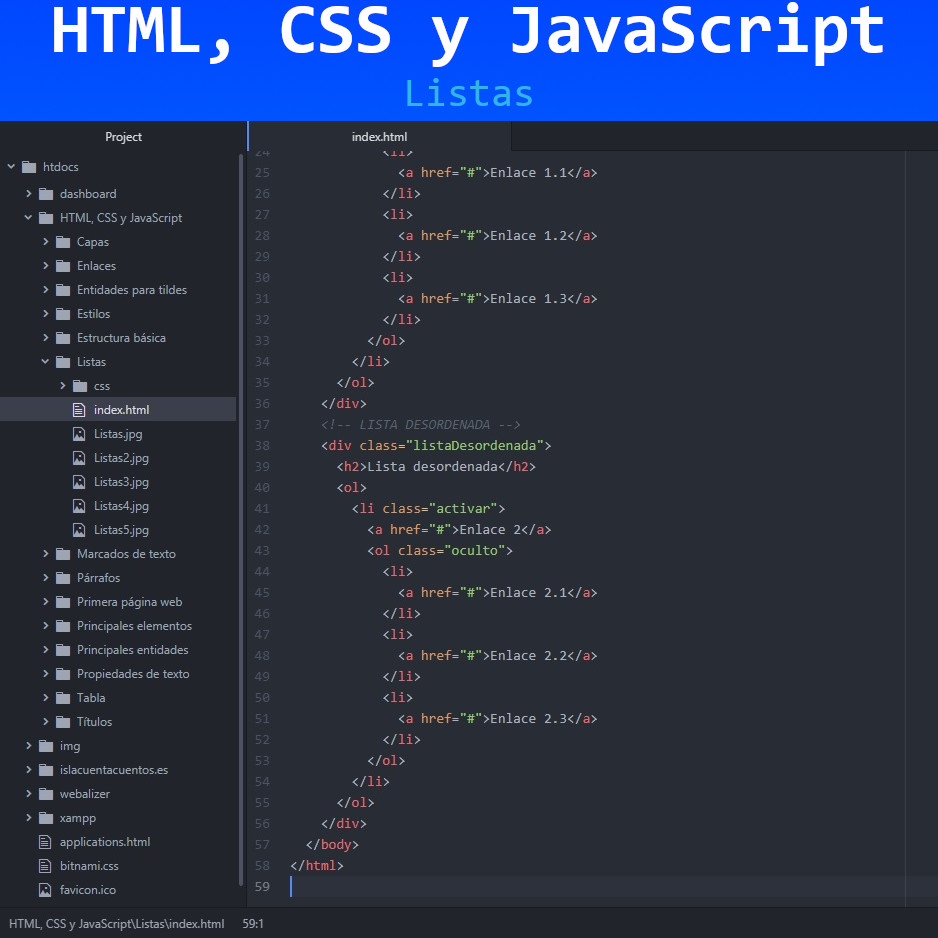 HTML, CSS y JavaScript
Listas
Project
htdocs
dashboard
HTML, CSS y JavaScript
Capas
Enlaces
Entidades para tildes
Estilos
Estructura básica
Listas
css
index.html
Listas.jpg
Listas2.jpg
Listas3.jpg
Listas4.jpg
Listas5.jpg
Marcados de texto
Párrafos
Primera página web
Principales elementos
Principales entidades
Propiedades de texto
Tabla
Títulos
img
islacuentacuentos.es
webalizer
xampp
applications.html
bitnami.css
favicon.ico
index.html
24 <li>
25 <a href="#">Enlace 1.1</a>
26 </li>
27 <li>
28 <a href="#">Enlace 1.2</a>
29 </li>
30 <li>
31 <a href="#">Enlace 1.3</a>
32 </li>
33 </ol>
34 </li>
35 </ol>
36 </div>
37 <!-- LISTA DESORDENADA -->
38 <div class="listaDesordenada">
39 <h2>Lista desordenada</h2>
40 <ol>
41 <li class="activar">
42 <a href="#">Enlace 2</a>
43 <ol class="oculto">
44 <li>
45 <a href="#">Enlace 2.1</a>
46 </li>
47 <li>
48 <a href="#">Enlace 2.2</a>
49 </li>
50 <li>
51 <a href="#">Enlace 2.3</a>
52 </li>
53 </ol>
54 </li>
55 </ol>
56 </div>
57 </body>
58 </html>
59
HTML, CSS y JavaScript\Listas\index.html 59:1